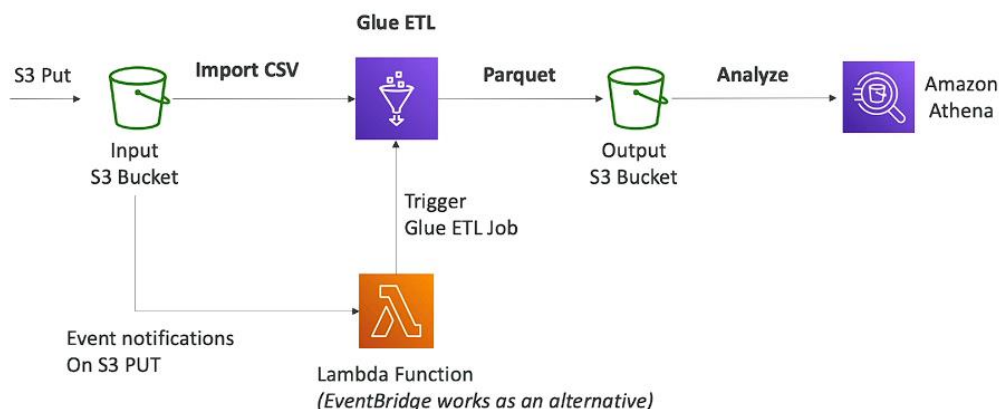 Glue ETL
S3 Put
Import CSV
Parquet
Analyze
Amazon
Athena
Input
S3 Bucket
Output
S3 Bucket
Trigger
Glue ETL Job
Event notifications
On S3 PUT
Lambda Function
(EventBridge works as an alternative)